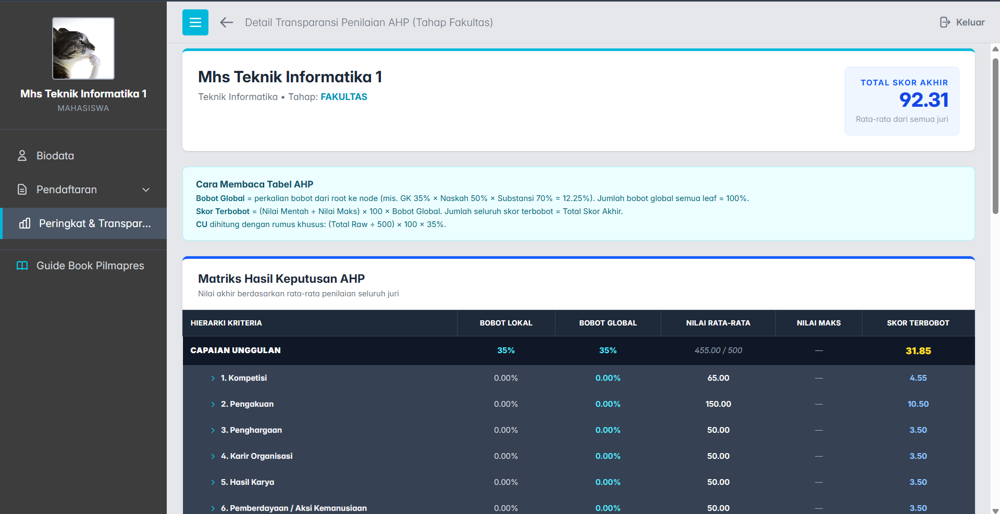 Mhs Teknik Informatika 1
MAHASISWA
Biodata
Pendaftaran
Peringkat & Transpar...
Guide Book Pilmapres
Detail Transparansi Penilaian AHP (Tahap Fakultas)
Keluar
Mhs Teknik Informatika 1
Teknik Informatika • Tahap: FAKULTAS
TOTAL SKOR AKHIR
92.31
Rata-rata dari semua juri
Cara Membaca Tabel AHP
Bobot Global = perkalian bobot dari root ke node (mis. GK 35% × Naskah 50% × Substansi 70% = 12.25%). Jumlah bobot global semua leaf = 100%.
Skor Terbobot = (Nilai Mentah ÷ Nilai Maks) × 100 × Bobot Global. Jumlah seluruh skor terbobot = Total Skor Akhir.
CU dihitung dengan rumus khusus: (Total Raw ÷ 500) × 100 × 35%.
Matriks Hasil Keputusan AHP
Nilai akhir berdasarkan rata-rata penilaian seluruh juri
HIERARKI KRITERIA BOBOT LOKAL BOBOT GLOBAL NILAI RATA-RATA NILAI MAKS SKOR TERBOBOT
CAPAIAN UNGGULAN 35% 35% 455.00 / 500 — 31.85
1. Kompetisi 0.00% 0.00% 65.00 — 4.55
2. Pengakuan 0.00% 0.00% 150.00 — 10.50
3. Penghargaan 0.00% 0.00% 50.00 — 3.50
4. Karir Organisasi 0.00% 0.00% 50.00 — 3.50
5. Hasil Karya 0.00% 0.00% 50.00 — 3.50
6. Pemberdayaan / Aksi Kemanusiaan 0.00% 0.00% 50.00 — 3.50